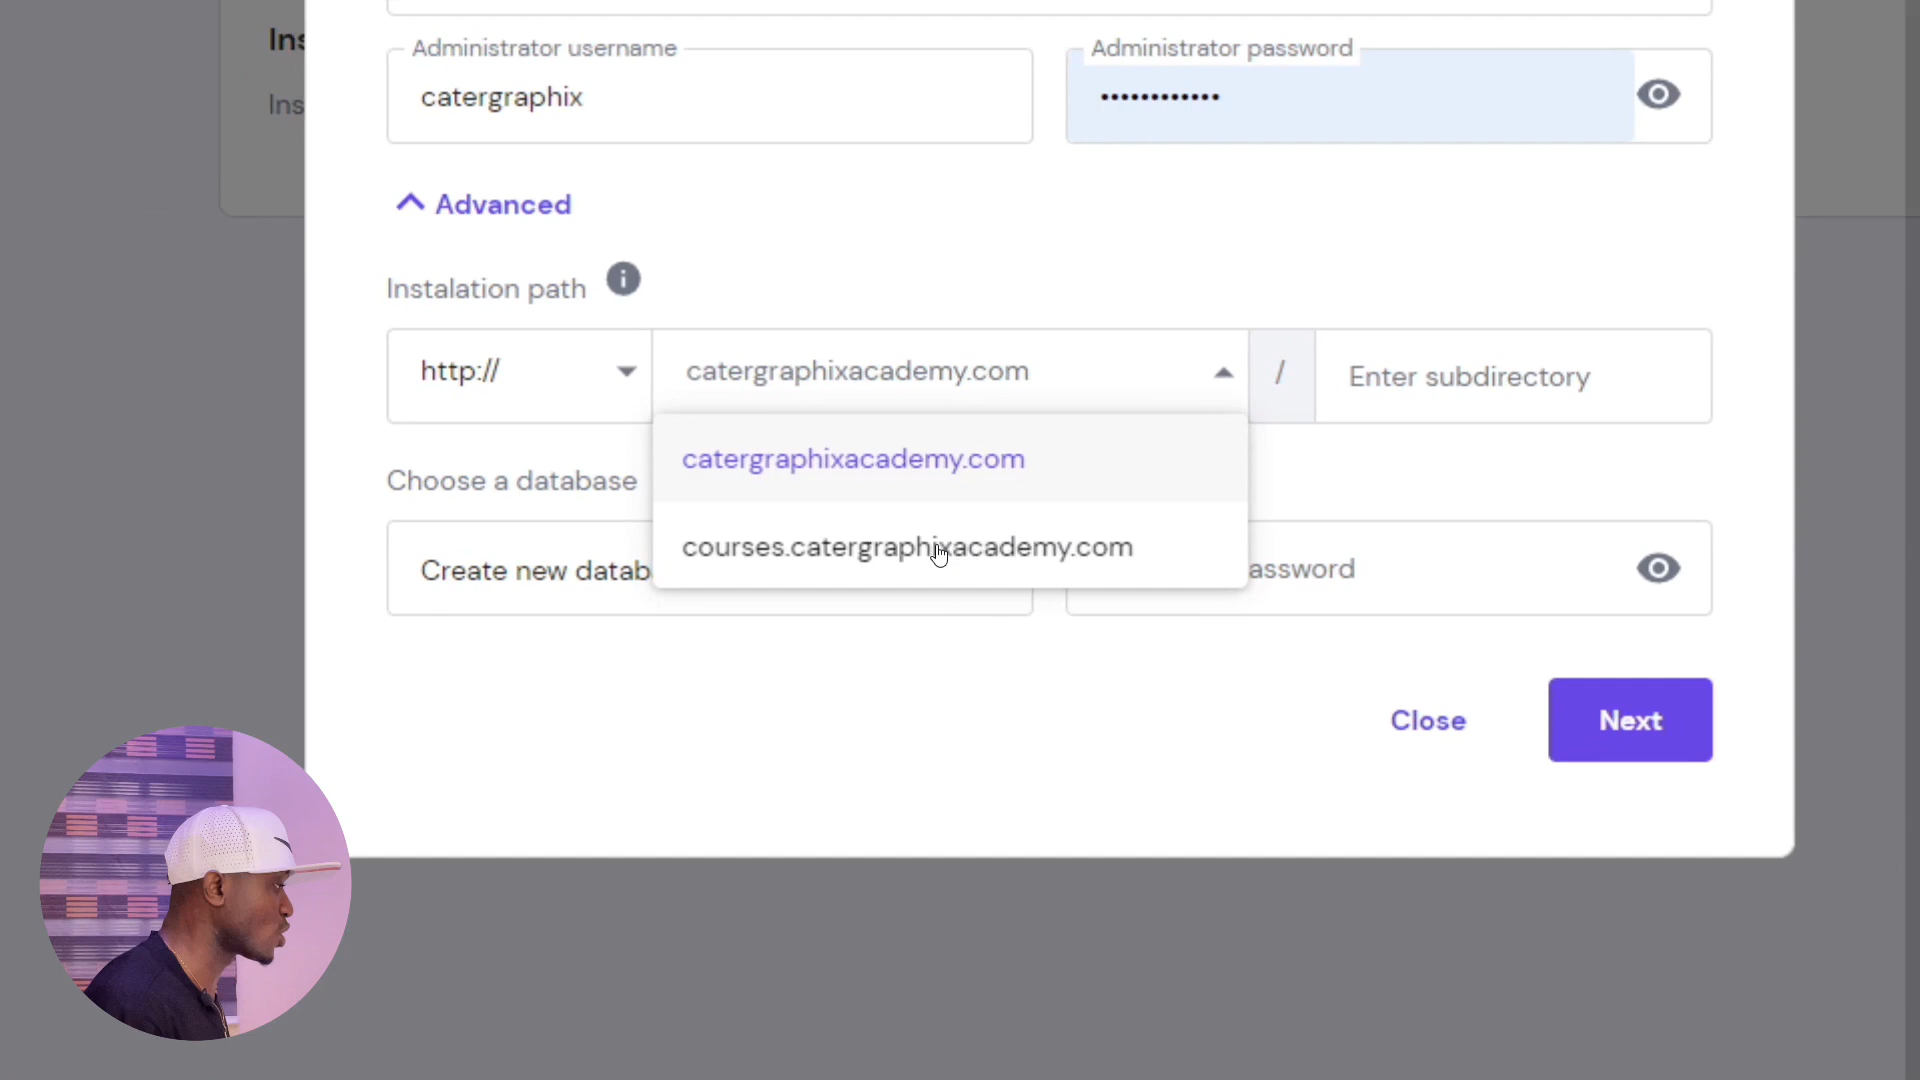 Ins
Administrator username
Administrator password
catergraphix
••••••••••••
Ins
Advanced
Instalation path
http://
catergraphixacademy.com
/
Enter subdirectory
catergraphixacademy.com
Choose a database
courses.catergraphixacademy.com
Create new datab
assword
Close
Next